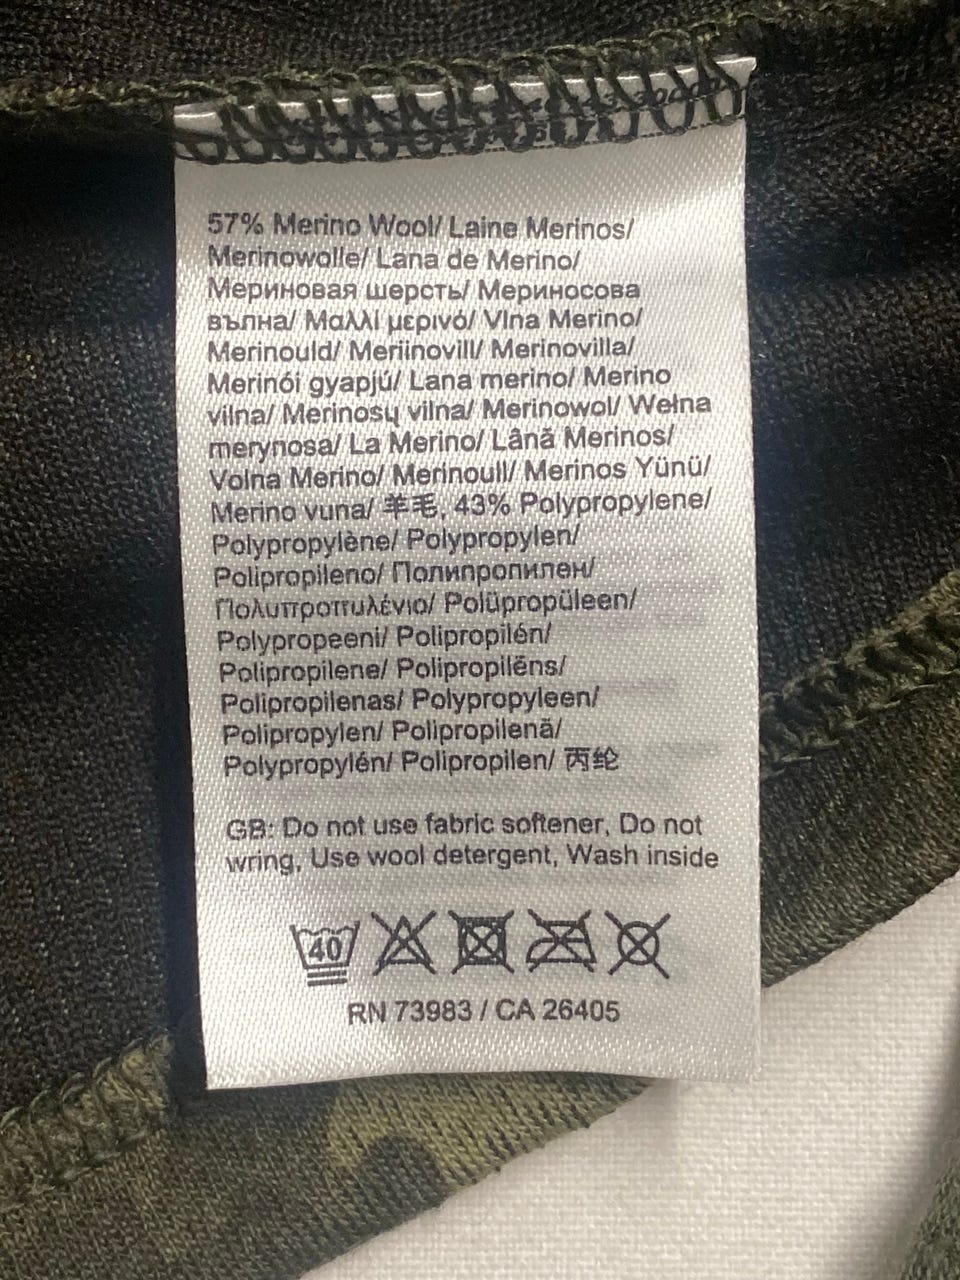 57% Merino Wool/ Laine Merinos/
Merinowolle/ Lana de Merino/
Мериновая шерсть/ Мериносова
вълна/ Μαλλί μερινό/ Vlna Merino/
Merinould/ Meriinovill/ Merinovilla/
Merinói gyapjú/ Lana merino/ Merino
vilna/ Merinosų vilna/ Merinowol/ Wełna
merynosa/ La Merino/ Lână Merinos/
Volna Merino/ Merinoull/ Merinos Yünü/
Merino vuna/ 羊毛, 43% Polypropylene/
Polypropylène/ Polypropylen/
Polipropileno/ Полипропилен/
Πολυπροπυλένιο/ Polüpropüleen/
Polypropeeni/ Polipropilén/
Polipropilene/ Polipropilēns/
Polipropilenas/ Polypropyleen/
Polipropylen/ Polipropilenă/
Polypropylén/ Polipropilen/ 丙纶
GB: Do not use fabric softener, Do not
wring, Use wool detergent, Wash inside
40
RN 73983 / CA 26405